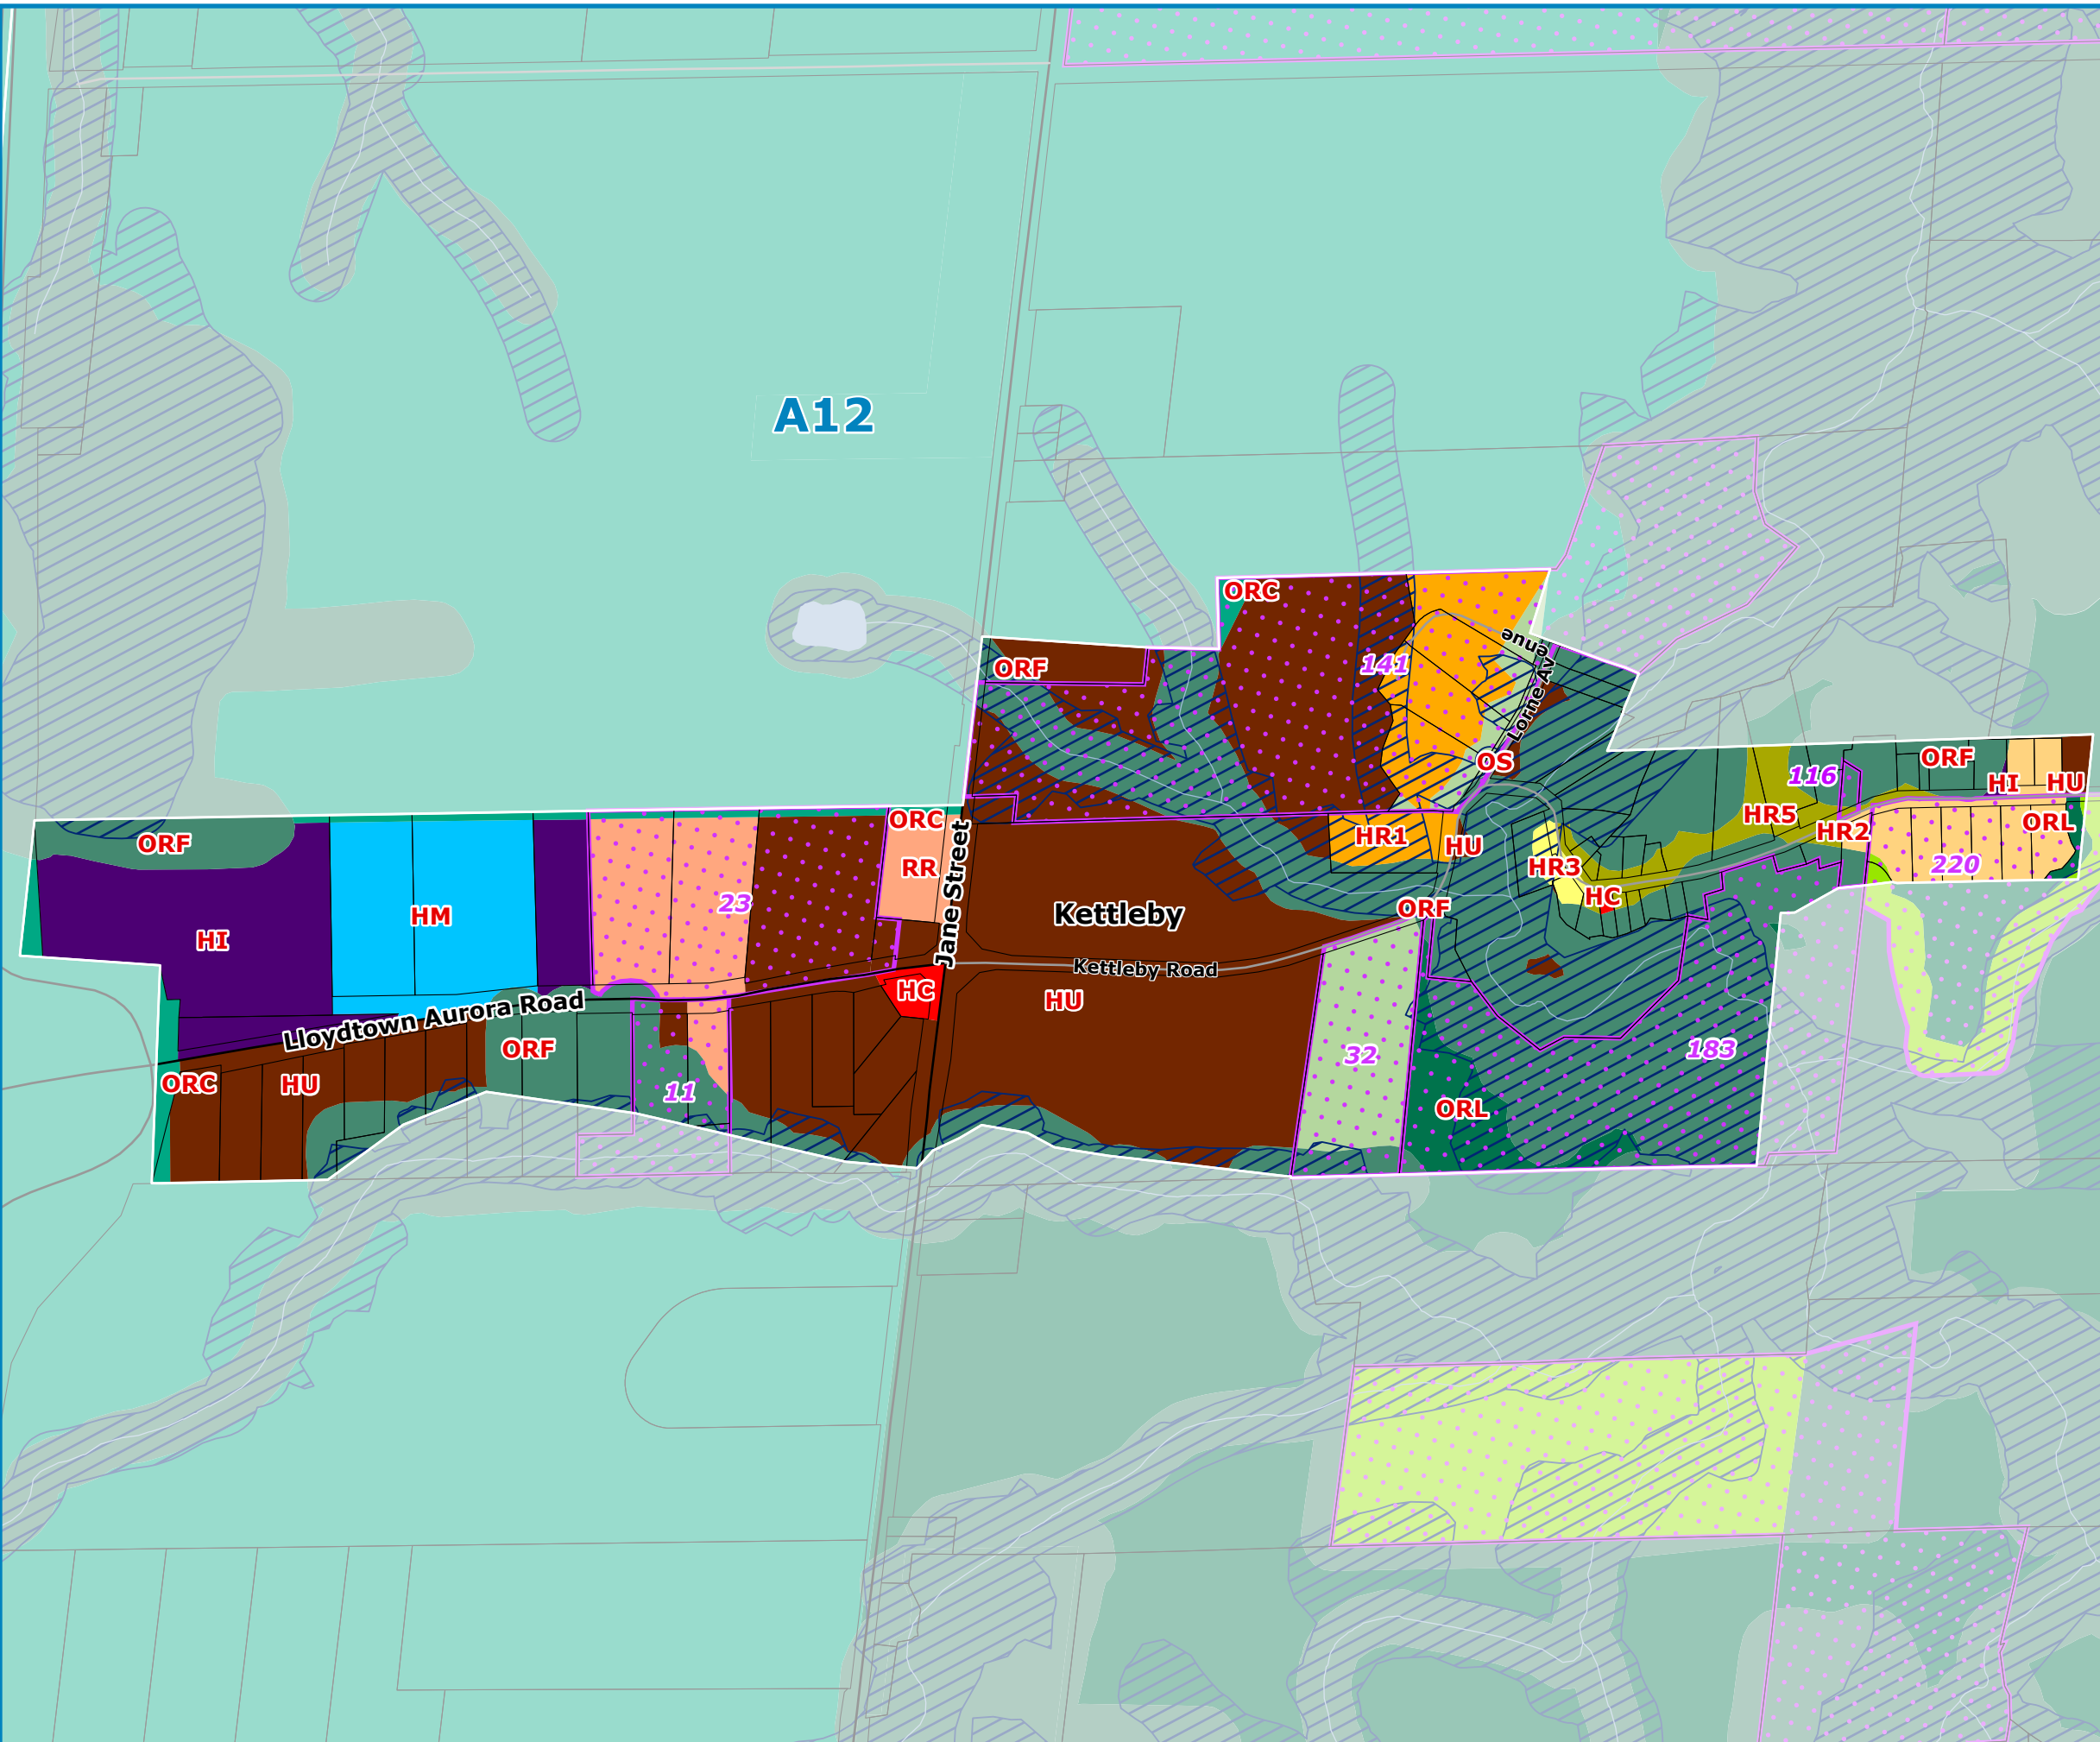 A12
ORC
enue
141
ORF
Lorne Av
OS
ORF
116
HI
HU
HR5
ORC
ORL
HR2
HR1
ORF
HU
220
RR
HR3
Jane Street
HC
23
ORF
HM
Kettleby
HI
Kettleby Road
HC
HU
Lloydtown Aurora Road
ORF
183
32
ORC
HU
11
ORL